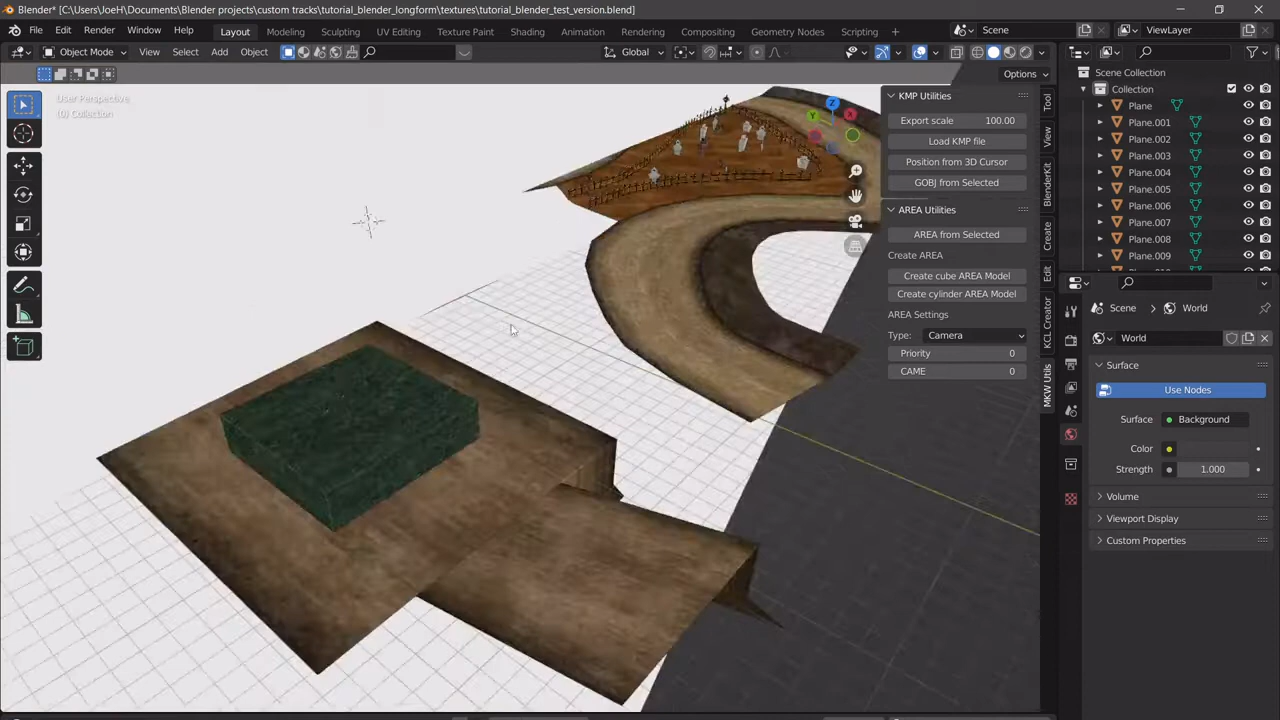 Blender* [C:\Users\JoeH\Documents\Blender projects\custom tracks\tutorial_blender_longform\textures\tutorial_blender_test_version.blend]
File Edit Render Window Help Layout Modeling Sculpting UV Editing Texture Paint Shading Animation Rendering Compositing Geometry Nodes Scripting + Scene ViewLayer
Object Mode View Select Add Object Global
Options
User Perspective
(0) Collection
KMP Utilities
Export scale 100.00
Load KMP file
Position from 3D Cursor
GOBJ from Selected
AREA Utilities
AREA from Selected
Create AREA
Create cube AREA Model
Create cylinder AREA Model
AREA Settings
Type: Camera
Priority 0
CAME 0
Tool
View
BlenderKit
Create
Edit
KCL Creator
MKW Utils
Z
Y
X
Scene Collection
Collection
Plane
Plane.001
Plane.002
Plane.003
Plane.004
Plane.005
Plane.006
Plane.007
Plane.008
Plane.009
Scene World
World
Surface
Use Nodes
Surface Background
Color
Strength 1.000
Volume
Viewport Display
Custom Properties